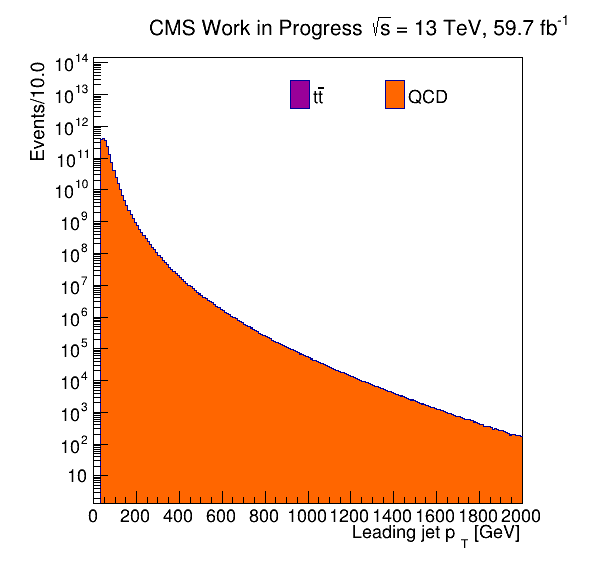 CMS Work in Progress √s = 13 TeV, 59.7 fb⁻¹
Events/10.0
10¹⁴
10¹³
10¹²
10¹¹
10¹⁰
10⁹
10⁸
10⁷
10⁶
10⁵
10⁴
10³
10²
10
tt̄ QCD
0 200 400 600 800 1000 1200 1400 1600 1800 2000
Leading jet p_T [GeV]